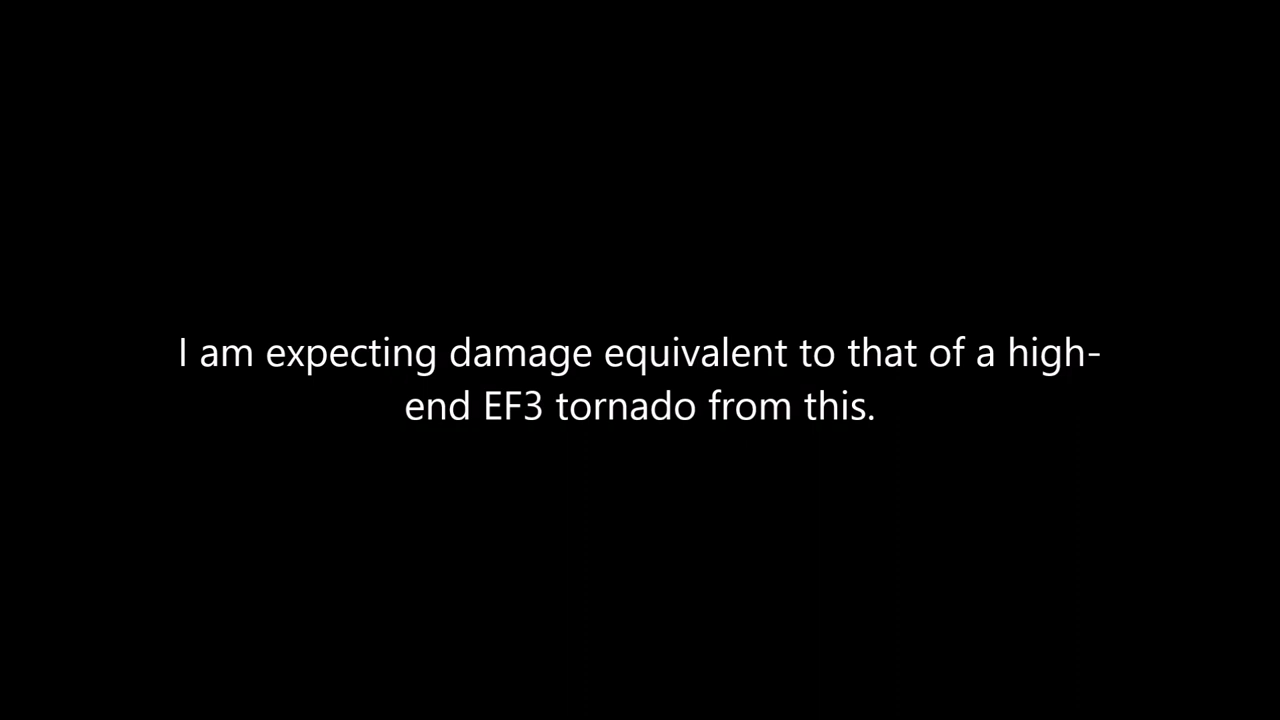 I am expecting damage equivalent to that of a high-
end EF3 tornado from this.